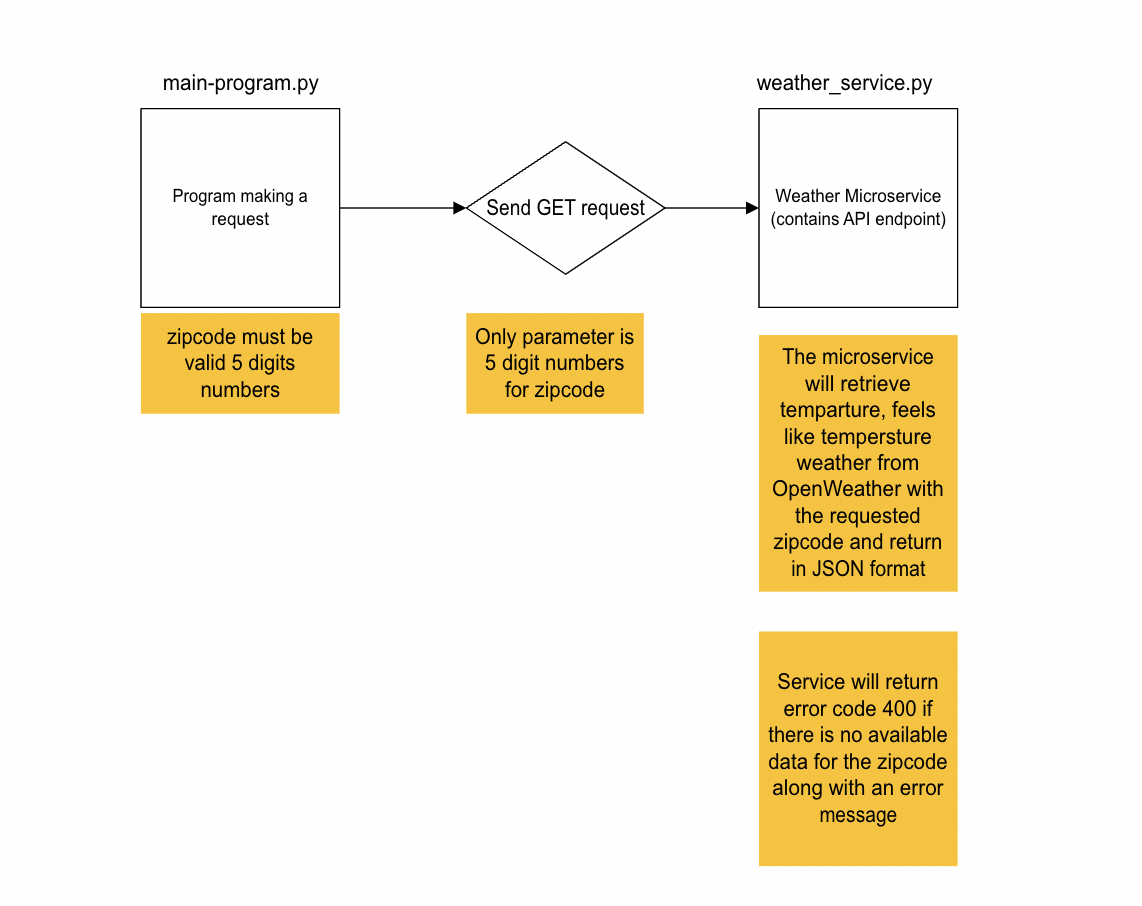 main-program.py
weather_service.py
Program making a
request
Send GET request
Weather Microservice
(contains API endpoint)
zipcode must be
valid 5 digits
numbers
Only parameter is
5 digit numbers
for zipcode
The microservice
will retrieve
temparture, feels
like tempersture
weather from
OpenWeather with
the requested
zipcode and return
in JSON format
Service will return
error code 400 if
there is no available
data for the zipcode
along with an error
message